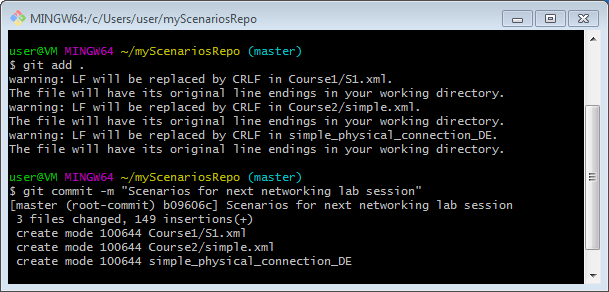 MINGW64:/c/Users/user/myScenariosRepo
user@VM MINGW64 ~/myScenariosRepo (master)
$ git add .
warning: LF will be replaced by CRLF in Course1/S1.xml.
The file will have its original line endings in your working directory.
warning: LF will be replaced by CRLF in Course2/simple.xml.
The file will have its original line endings in your working directory.
warning: LF will be replaced by CRLF in simple_physical_connection_DE.
The file will have its original line endings in your working directory.
user@VM MINGW64 ~/myScenariosRepo (master)
$ git commit -m "Scenarios for next networking lab session"
[master (root-commit) b09606c] Scenarios for next networking lab session
3 files changed, 149 insertions(+)
create mode 100644 Course1/S1.xml
create mode 100644 Course2/simple.xml
create mode 100644 simple_physical_connection_DE